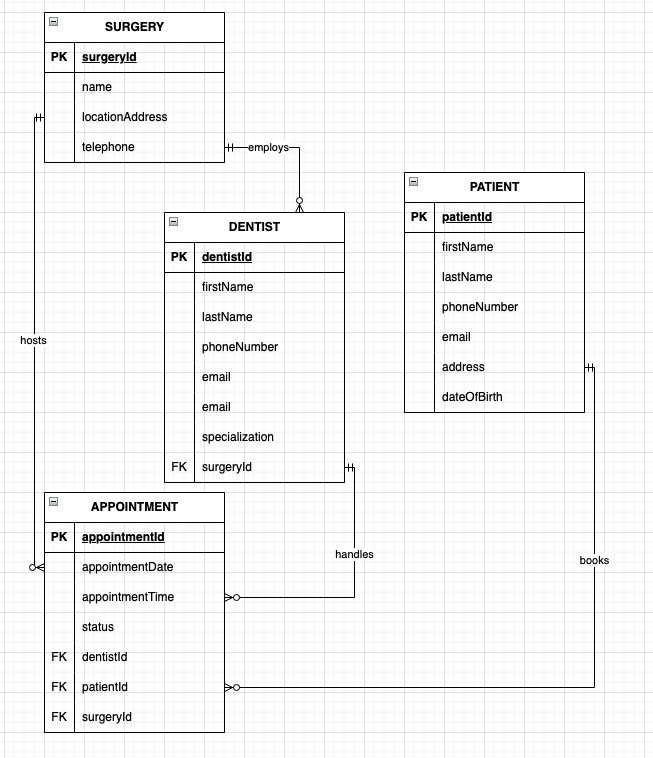 SURGERY
PK surgeryId
name
locationAddress
telephone
employs
PATIENT
PK patientId
firstName
lastName
phoneNumber
email
address
dateOfBirth
DENTIST
PK dentistId
firstName
lastName
phoneNumber
email
email
specialization
FK surgeryId
hosts
APPOINTMENT
PK appointmentId
appointmentDate
appointmentTime
status
FK dentistId
FK patientId
FK surgeryId
handles
books